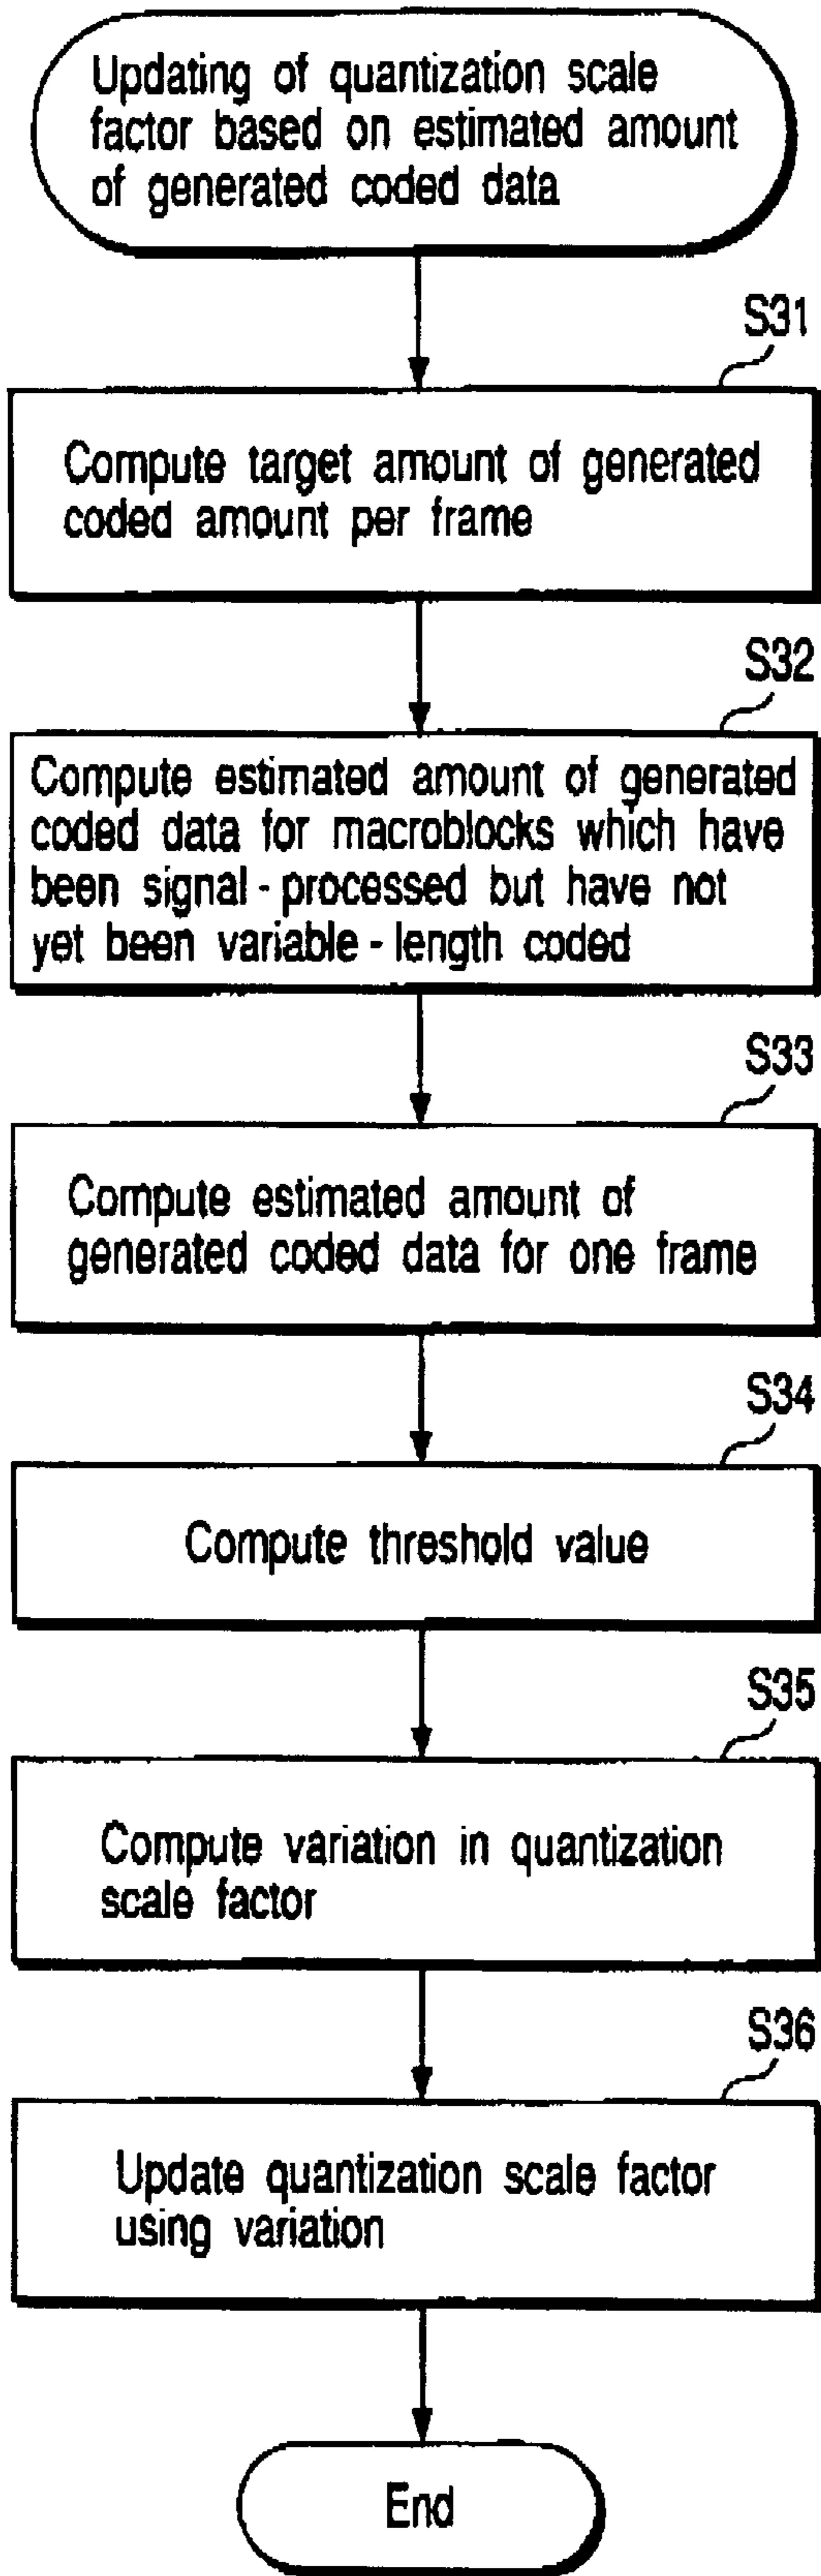 Updating of quantization scale
factor based on estimated amount
of generated coded data
S31
Compute target amount of generated
coded amount per frame
S32
Compute estimated amount of generated
coded data for macroblocks which have
been signal - processed but have not
yet been variable - length coded
S33
Compute estimated amount of
generated coded data for one frame
S34
Compute threshold value
S35
Compute variation in quantization
scale factor
S36
Update quantization scale factor
using variation
End